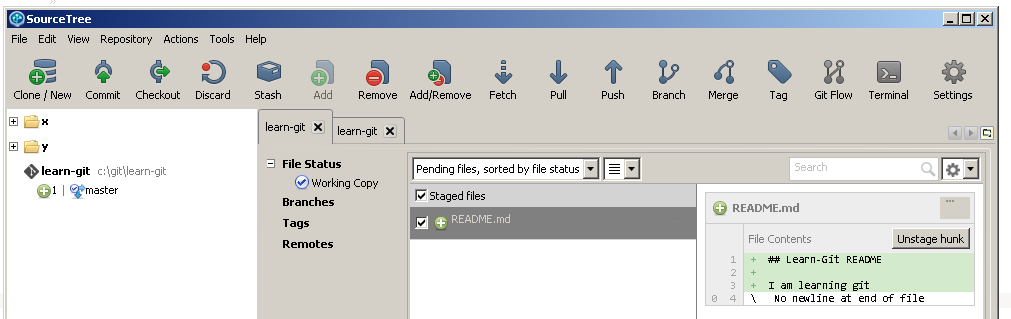 SourceTree
File Edit View Repository Actions Tools Help
Clone / New Commit Checkout Discard Stash Add Remove Add/Remove Fetch Pull Push Branch Merge Tag Git Flow Terminal Settings
x
y
learn-git c:\git\learn-git
1 | master
learn-git learn-git
File Status
Working Copy
Branches
Tags
Remotes
Pending files, sorted by file status
Search
Staged files
README.md
README.md
File Contents Unstage hunk
1 + ## Learn-Git README
2 +
3 + I am learning git
0 4 \ No newline at end of file